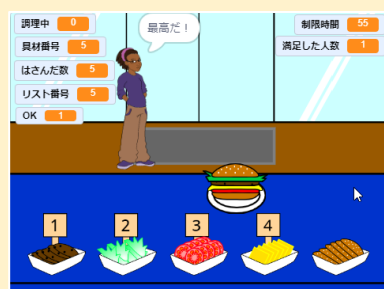 調理中 0
具材番号 5
はさんだ数 5
リスト番号 5
OK 1
最高だ！
制限時間 55
満足した人数 1
1 2 3 4